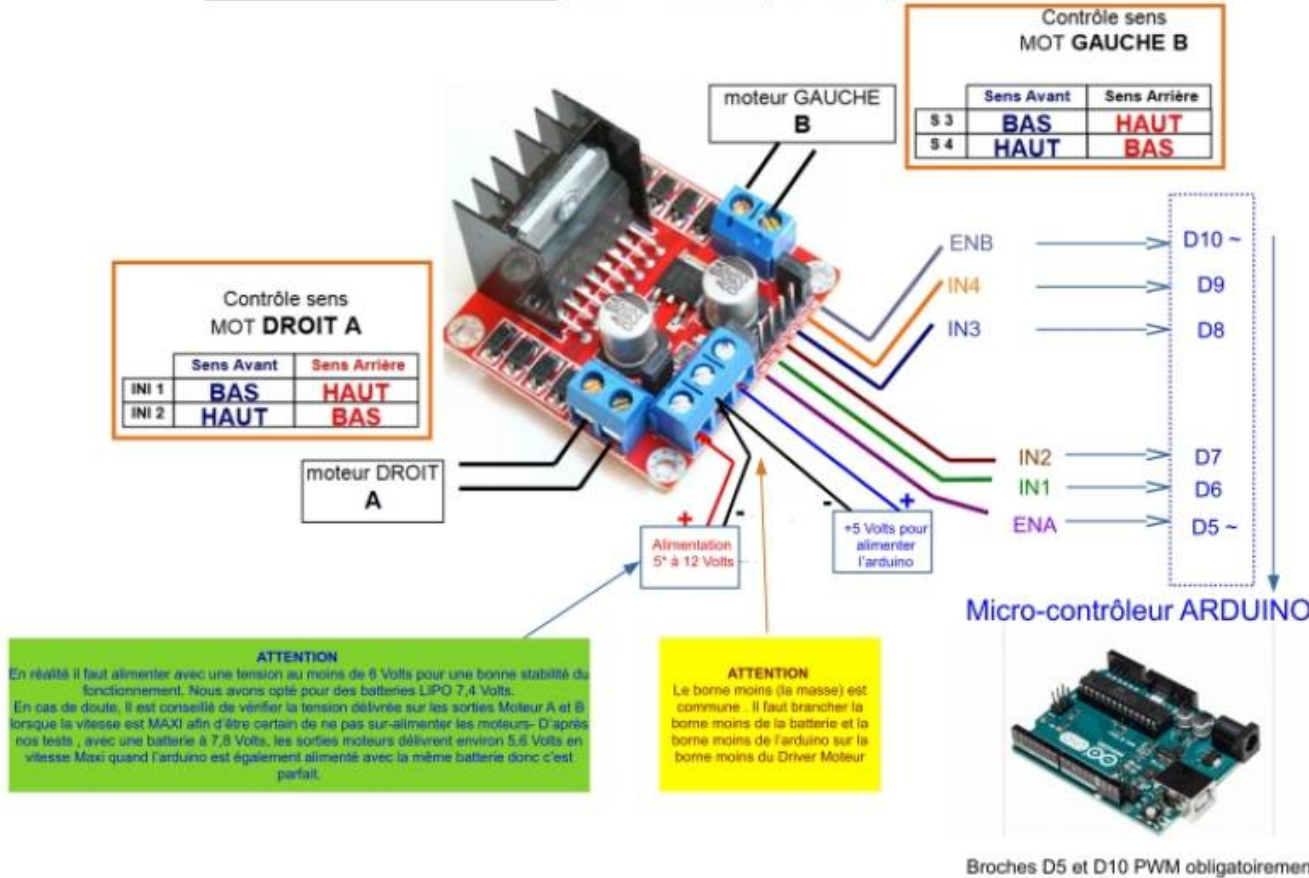 Contrôle sens
MOT GAUCHE B
Sens Avant Sens Arrière
S 3 BAS HAUT
S 4 HAUT BAS
moteur GAUCHE
B
ENB D10 ~
IN4 D9
IN3 D8
Contrôle sens
MOT DROIT A
Sens Avant Sens Arrière
INI 1 BAS HAUT
INI 2 HAUT BAS
moteur DROIT
A
IN2 D7
IN1 D6
ENA D5 ~
+ -
Alimentation
5* à 12 Volts
- +
+5 Volts pour
alimenter
l'arduino
Micro-contrôleur ARDUINO
ATTENTION
En réalité il faut alimenter avec une tension au moins de 6 Volts pour une bonne stabilité du
fonctionnement. Nous avons opté pour des batteries LIPO 7,4 Volts.
En cas de doute, Il est conseillé de vérifier la tension délivrée sur les sorties Moteur A et B
lorsque la vitesse est MAXI afin d'être certain de ne pas sur-alimenter les moteurs- D'après
nos tests , avec une batterie à 7,8 Volts, les sorties moteurs délivrent environ 5,6 Volts en
vitesse Maxi quand l'arduino est également alimenté avec la même batterie donc c'est
parfait.
ATTENTION
Le borne moins (la masse) est
commune . Il faut brancher la
borne moins de la batterie et la
borne moins de l'arduino sur la
borne moins du Driver Moteur
Broches D5 et D10 PWM obligatoiremen